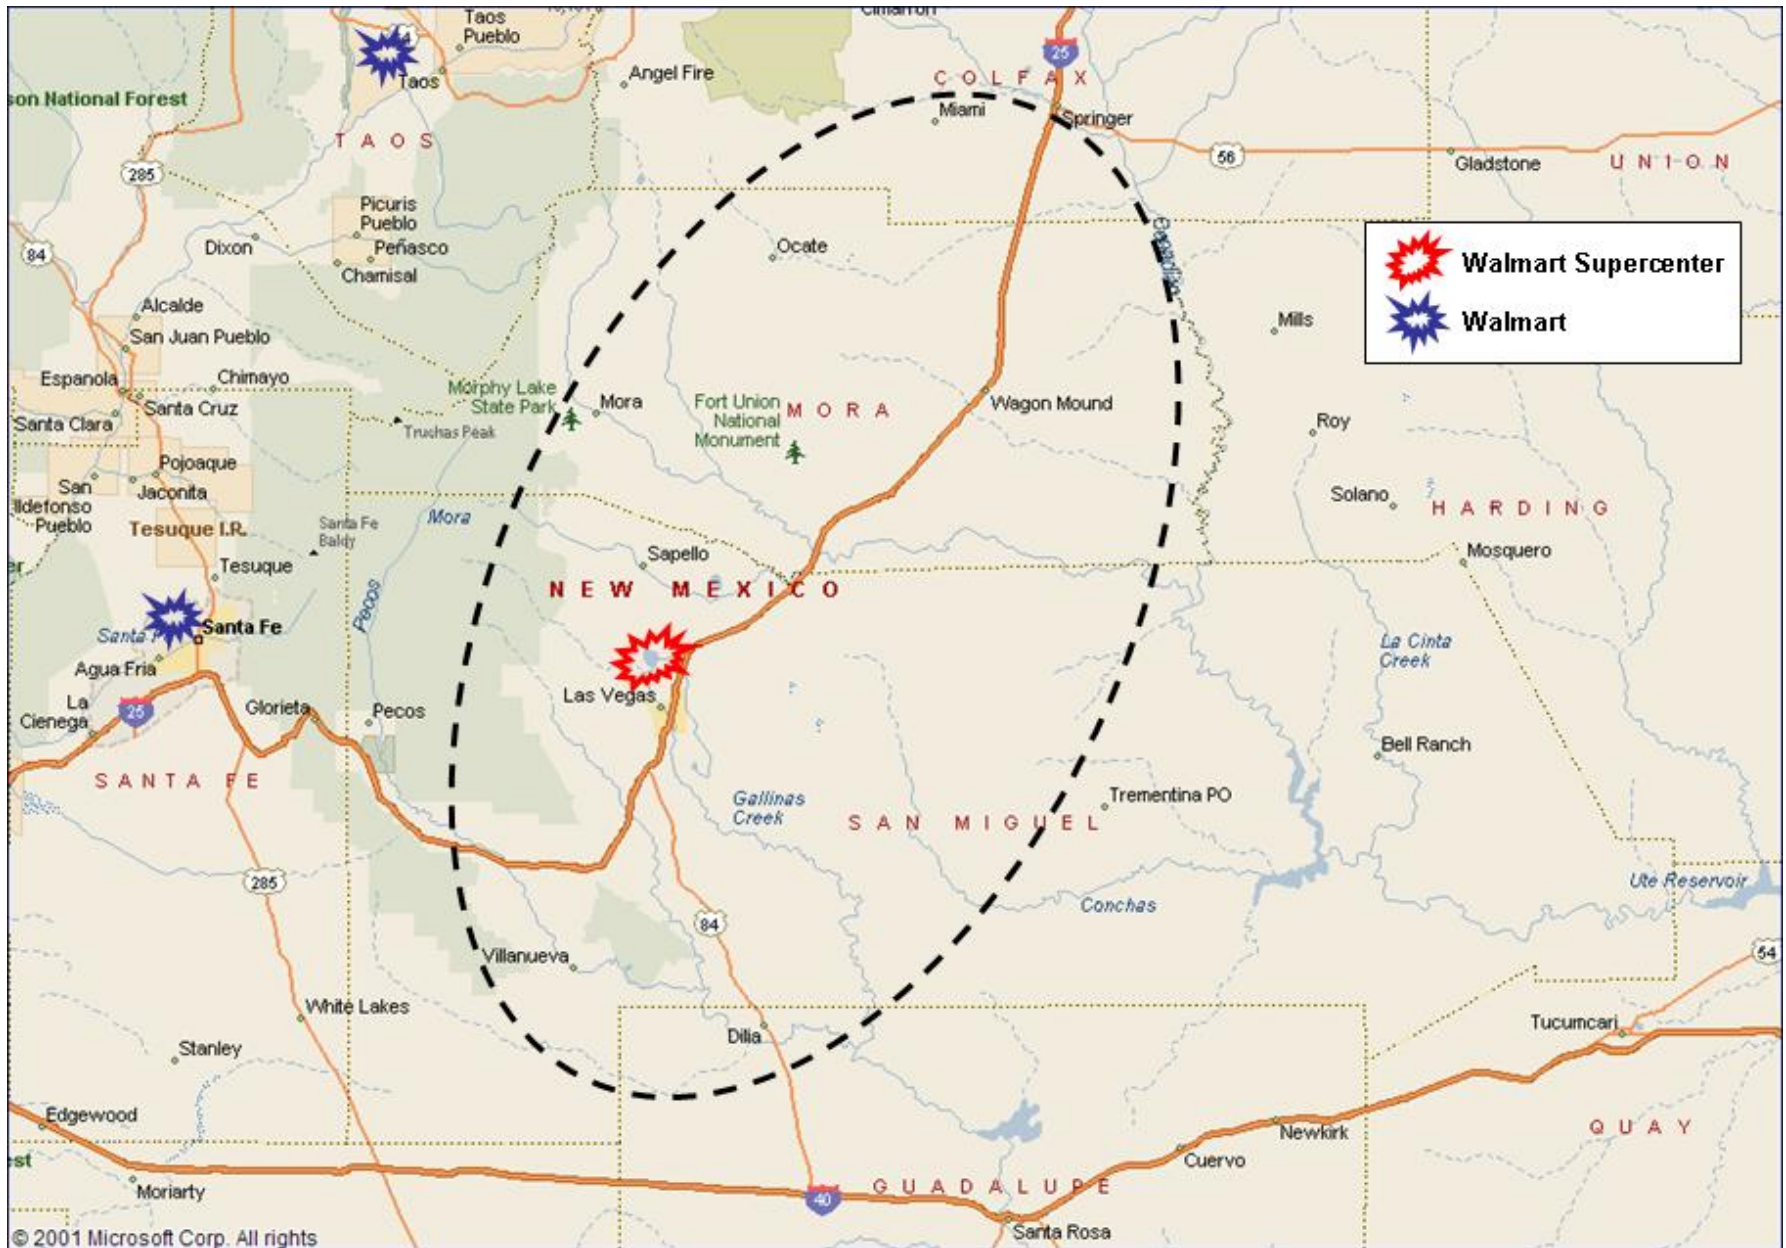 Taos
Pueblo
25
Taos
Angel Fire
son National Forest
COLFAX
Miami
Springer
TAOS
56
Gladstone
UNION
285
Picuris
Pueblo
Dixon
Peñasco
Chamisal
84
Ocate
Canadian
Walmart Supercenter
Walmart
Alcalde
San Juan Pueblo
Mills
Espanola
Chimayo
Santa Cruz
Santa Clara
Morphy Lake
State Park
Mora
Fort Union
National
Monument
MORA
Wagon Mound
Truchas Peak
Roy
Pojoaque
San
Ildefonso
Pueblo
Jaconita
Solano
HARDING
Mora
Tesuque I.R.
Santa Fe
Baldy
Sapello
Mosquero
Tesuque
er
NEW MEXICO
Pecos
Santa Fe
Santa F
Agua Fria
La Cinta
Creek
La
Cienega
25
Glorieta
Pecos
Las Vegas
Bell Ranch
SANTA FE
Gallinas
Creek
Trementina PO
SAN MIGUEL
285
Ute Reservoir
84
Conchas
Villanueva
54
White Lakes
Dilia
Tucumcari
Stanley
Edgewood
Newkirk
QUAY
est
Cuervo
Moriarty
40
GUADALUPE
Santa Rosa
© 2001 Microsoft Corp. All rights